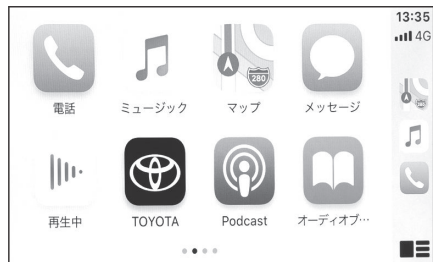 13:35
4G
280
電話
ミュージック
マップ
メッセージ
再生中
TOYOTA
Podcast
オーディオブ…